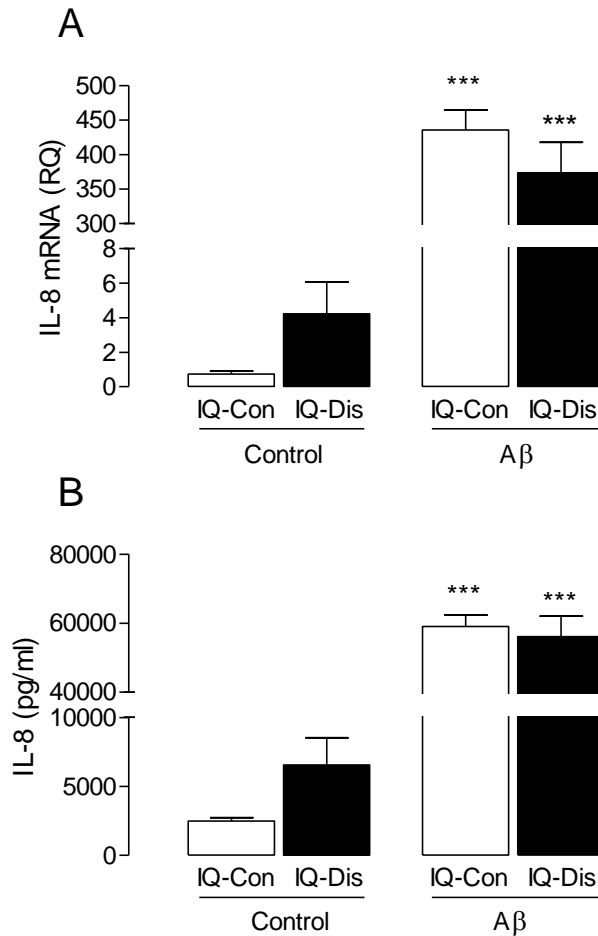 A
IL-8 mRNA (RQ)
500
450
400
350
300
8
6
4
2
0
***
***
IQ-Con IQ-Dis IQ-Con IQ-Dis
Control Aβ
B
IL-8 (pg/ml)
80000
60000
40000
10000
5000
0
***
***
IQ-Con IQ-Dis IQ-Con IQ-Dis
Control Aβ